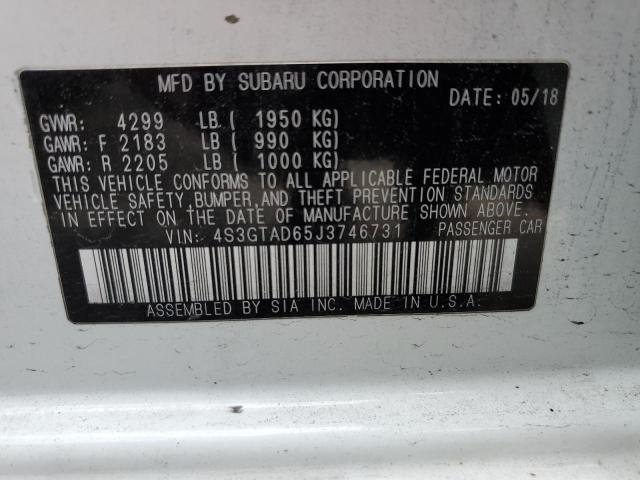 MFD BY SUBARU CORPORATION
DATE: 05/18
GVWR: 4299 LB ( 1950 KG)
GAWR: F 2183 LB ( 990 KG)
GAWR: R 2205 LB ( 1000 KG)
THIS VEHICLE CONFORMS TO ALL APPLICABLE FEDERAL MOTOR
VEHICLE SAFETY, BUMPER, AND THEFT PREVENTION STANDARDS
IN EFFECT ON THE DATE OF MANUFACTURE SHOWN ABOVE.
VIN: 4S3GTAD65J3746731 PASSENGER CAR
ASSEMBLED BY SIA INC. MADE IN U.S.A.